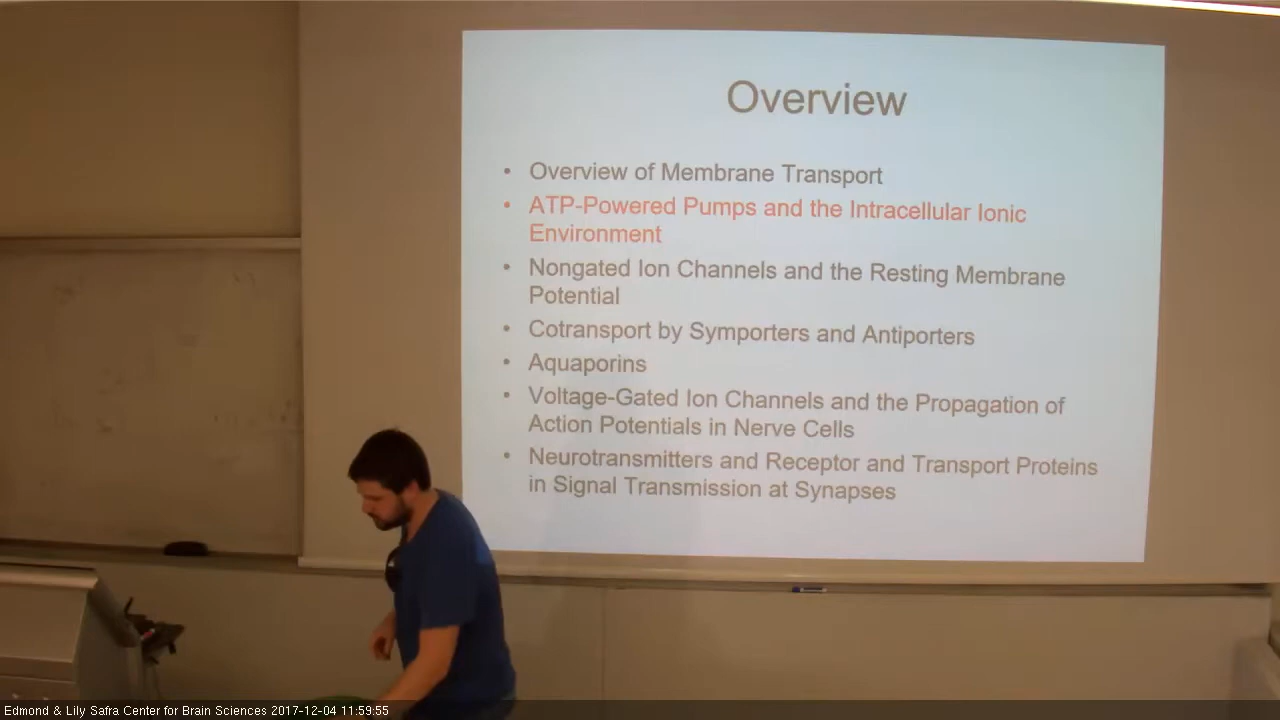 Overview
• Overview of Membrane Transport
• ATP-Powered Pumps and the Intracellular Ionic
Environment
• Nongated Ion Channels and the Resting Membrane
Potential
• Cotransport by Symporters and Antiporters
• Aquaporins
• Voltage-Gated Ion Channels and the Propagation of
Action Potentials in Nerve Cells
• Neurotransmitters and Receptor and Transport Proteins
in Signal Transmission at Synapses
Edmond & Lily Safra Center for Brain Sciences 2017-12-04 11:59:55